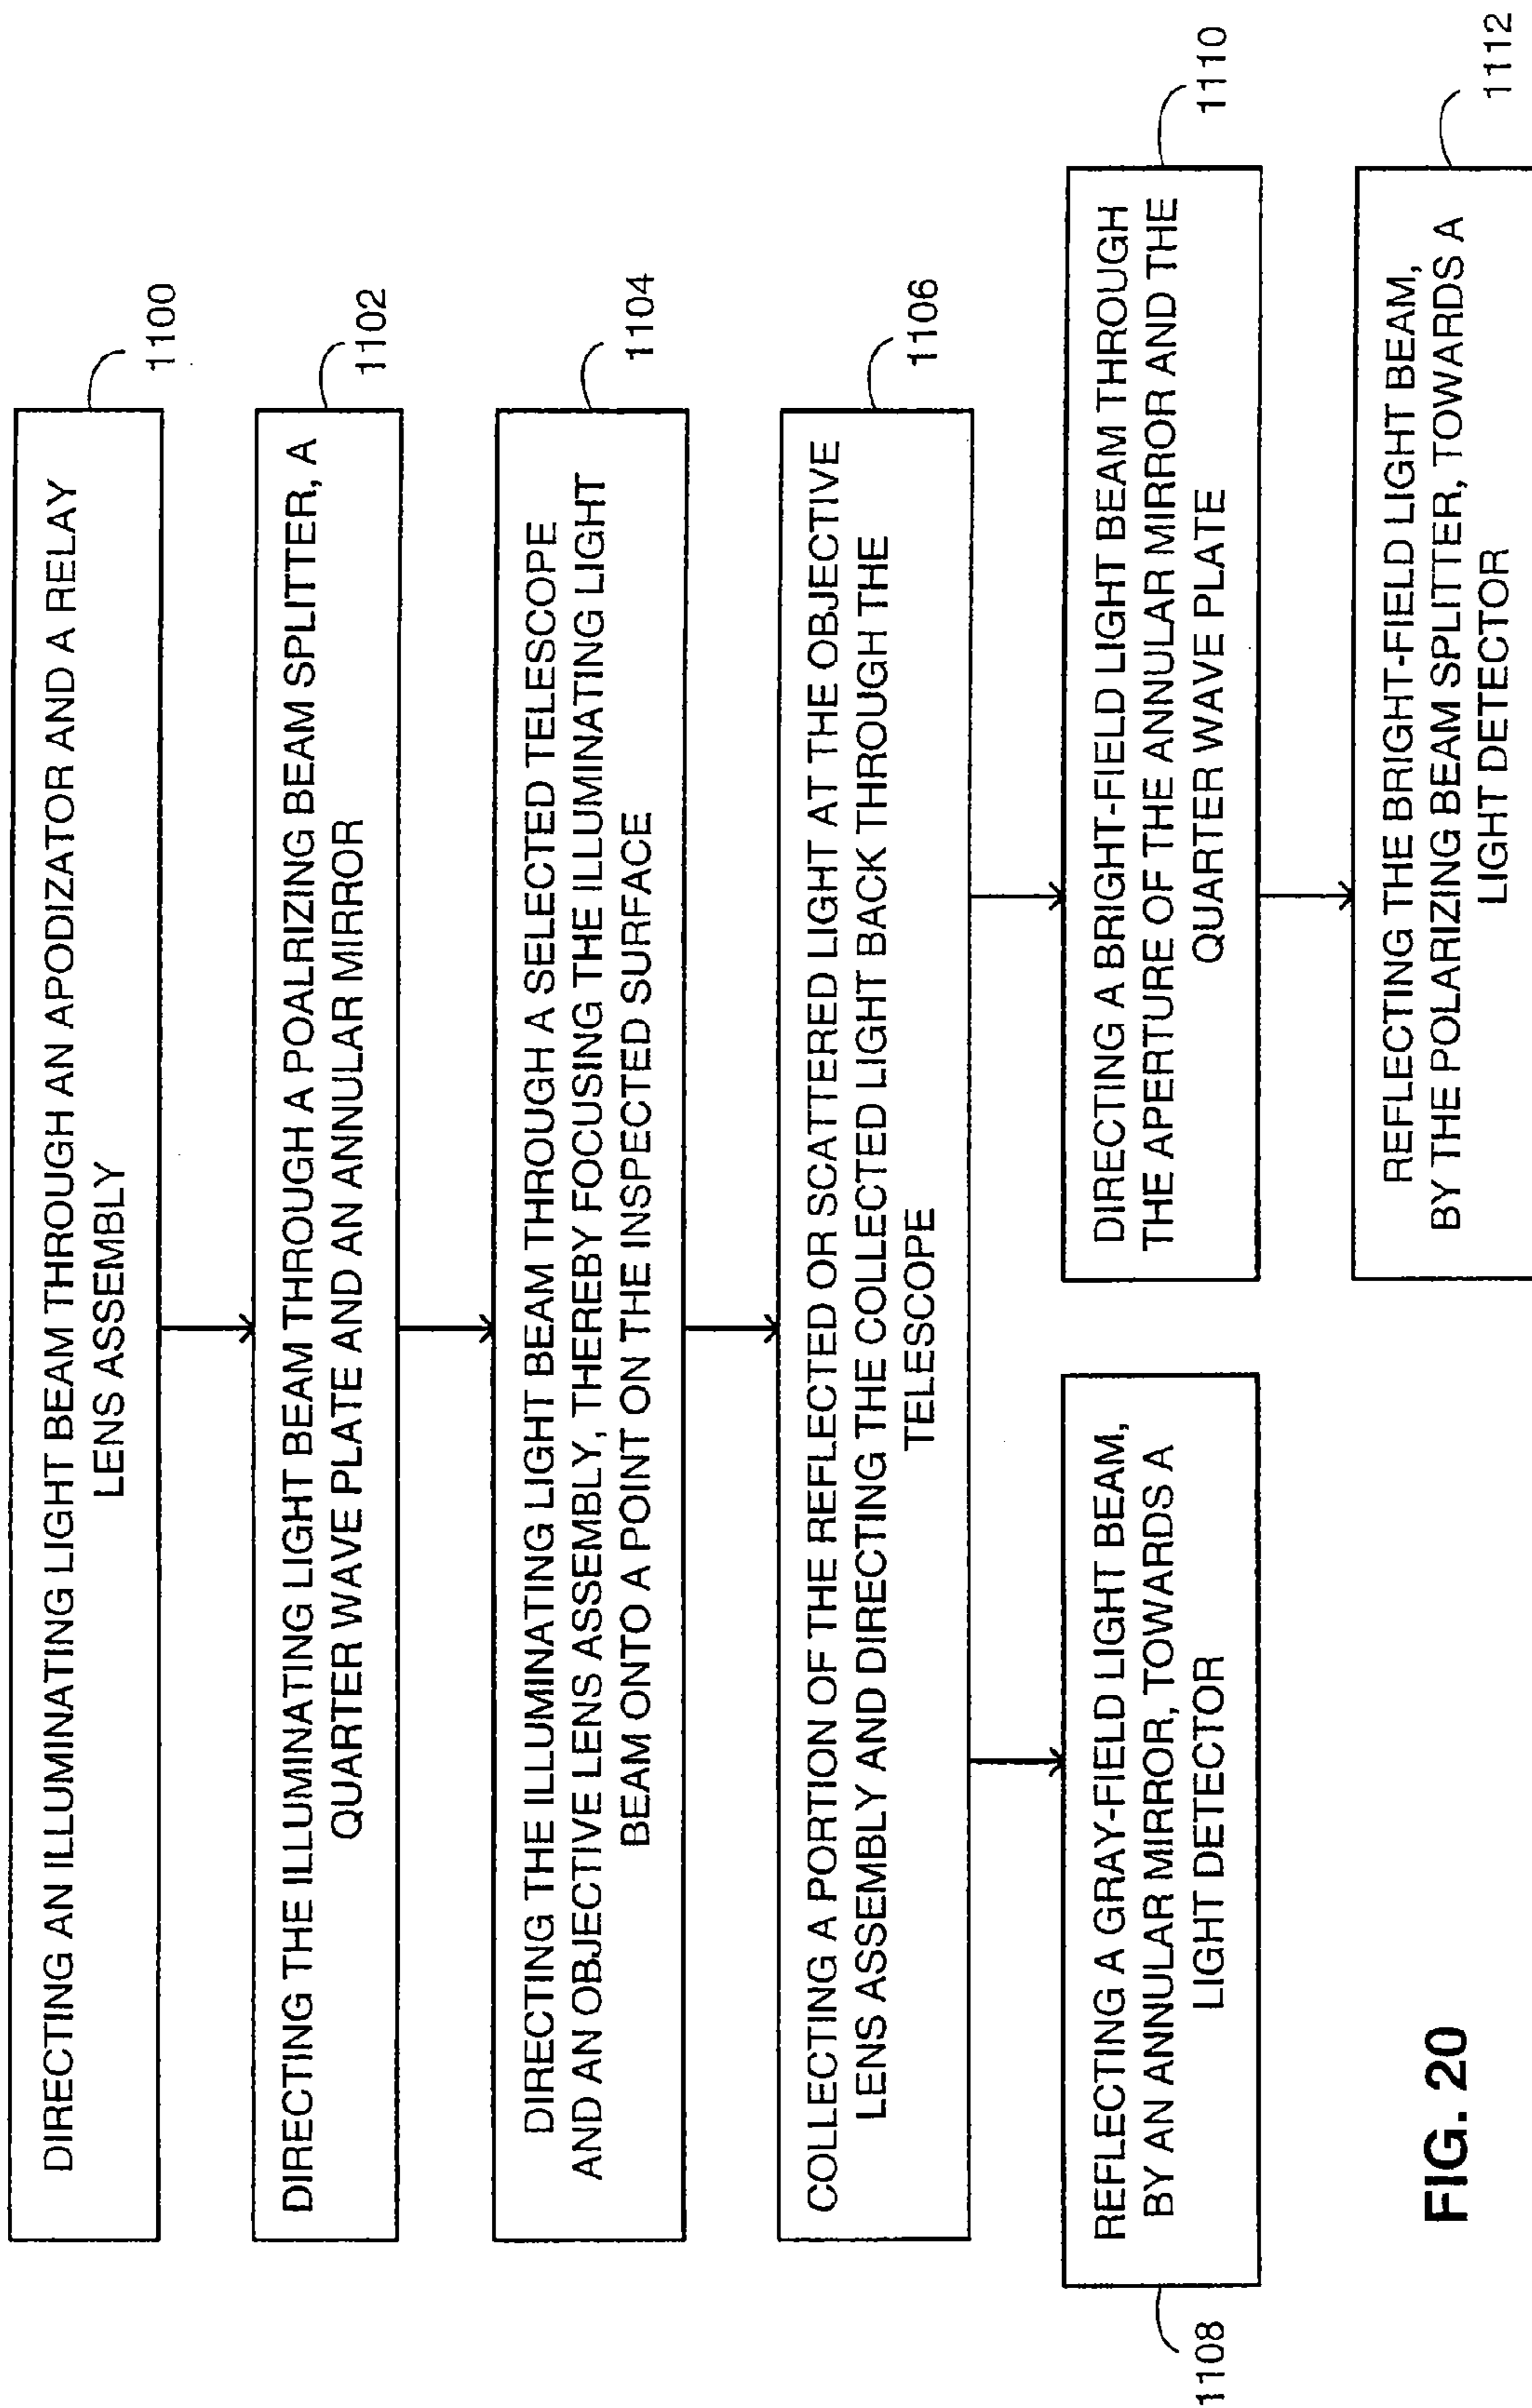 DIRECTING AN ILLUMINATING LIGHT BEAM THROUGH AN APODIZATOR AND A RELAY
LENS ASSEMBLY
1100
DIRECTING THE ILLUMINATING LIGHT BEAM THROUGH A POALRIZING BEAM SPLITTER, A
QUARTER WAVE PLATE AND AN ANNULAR MIRROR
1102
DIRECTING THE ILLUMINATING LIGHT BEAM THROUGH A SELECTED TELESCOPE
AND AN OBJECTIVE LENS ASSEMBLY, THEREBY FOCUSING THE ILLUMINATING LIGHT
BEAM ONTO A POINT ON THE INSPECTED SURFACE
1104
COLLECTING A PORTION OF THE REFLECTED OR SCATTERED LIGHT AT THE OBJECTIVE
LENS ASSEMBLY AND DIRECTING THE COLLECTED LIGHT BACK THROUGH THE
TELESCOPE
1106
REFLECTING A GRAY-FIELD LIGHT BEAM,
BY AN ANNULAR MIRROR, TOWARDS A
LIGHT DETECTOR
1108
DIRECTING A BRIGHT-FIELD LIGHT BEAM THROUGH
THE APERTURE OF THE ANNULAR MIRROR AND THE
QUARTER WAVE PLATE
1110
REFLECTING THE BRIGHT-FIELD LIGHT BEAM,
BY THE POLARIZING BEAM SPLITTER, TOWARDS A
LIGHT DETECTOR
1112
FIG. 20